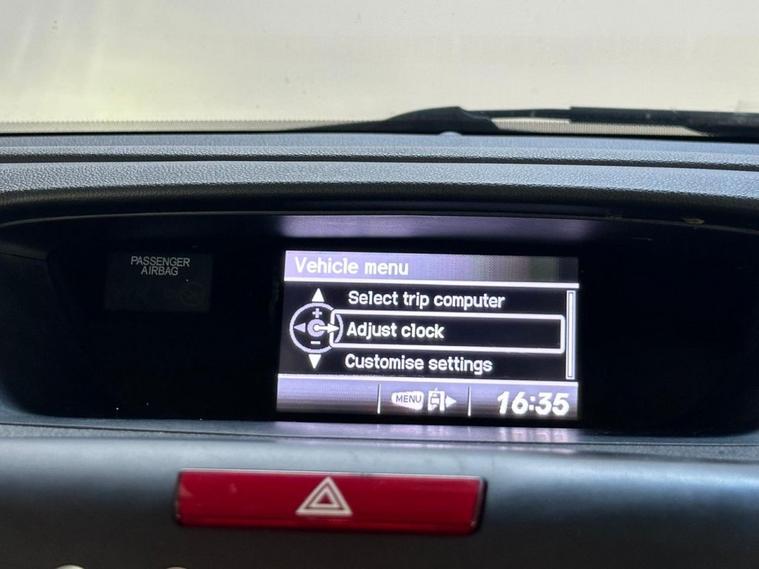 PASSENGER
AIRBAG
Vehicle menu
Select trip computer
+
Adjust clock
-
Customise settings
MENU
16:35